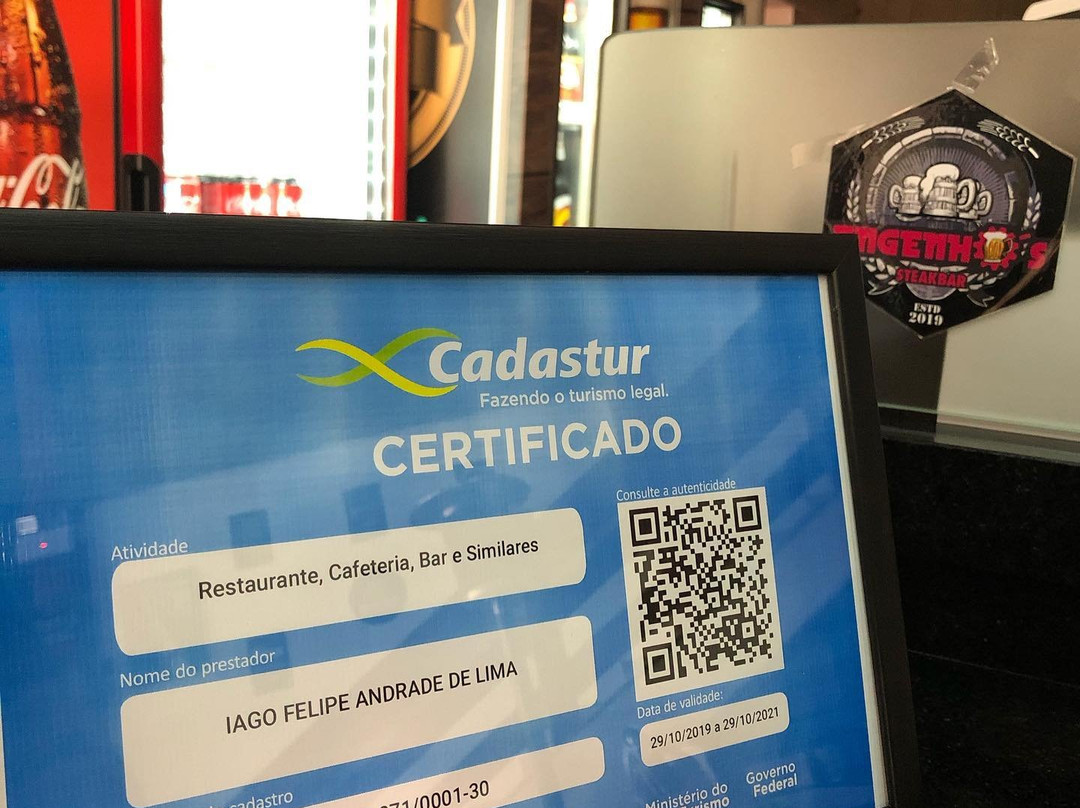 Cadastur
Fazendo o turismo legal.
CERTIFICADO
Consulte a autenticidade
Atividade
Restaurante, Cafeteria, Bar e Similares
Nome do prestador
IAGO FELIPE ANDRADE DE LIMA
Data de validade:
29/10/2019 a 29/10/2021
cadastro
071/0001-30
Ministério do
Governo
Federal
ENGENHO'S
STEAKBAR
ESTD
2019